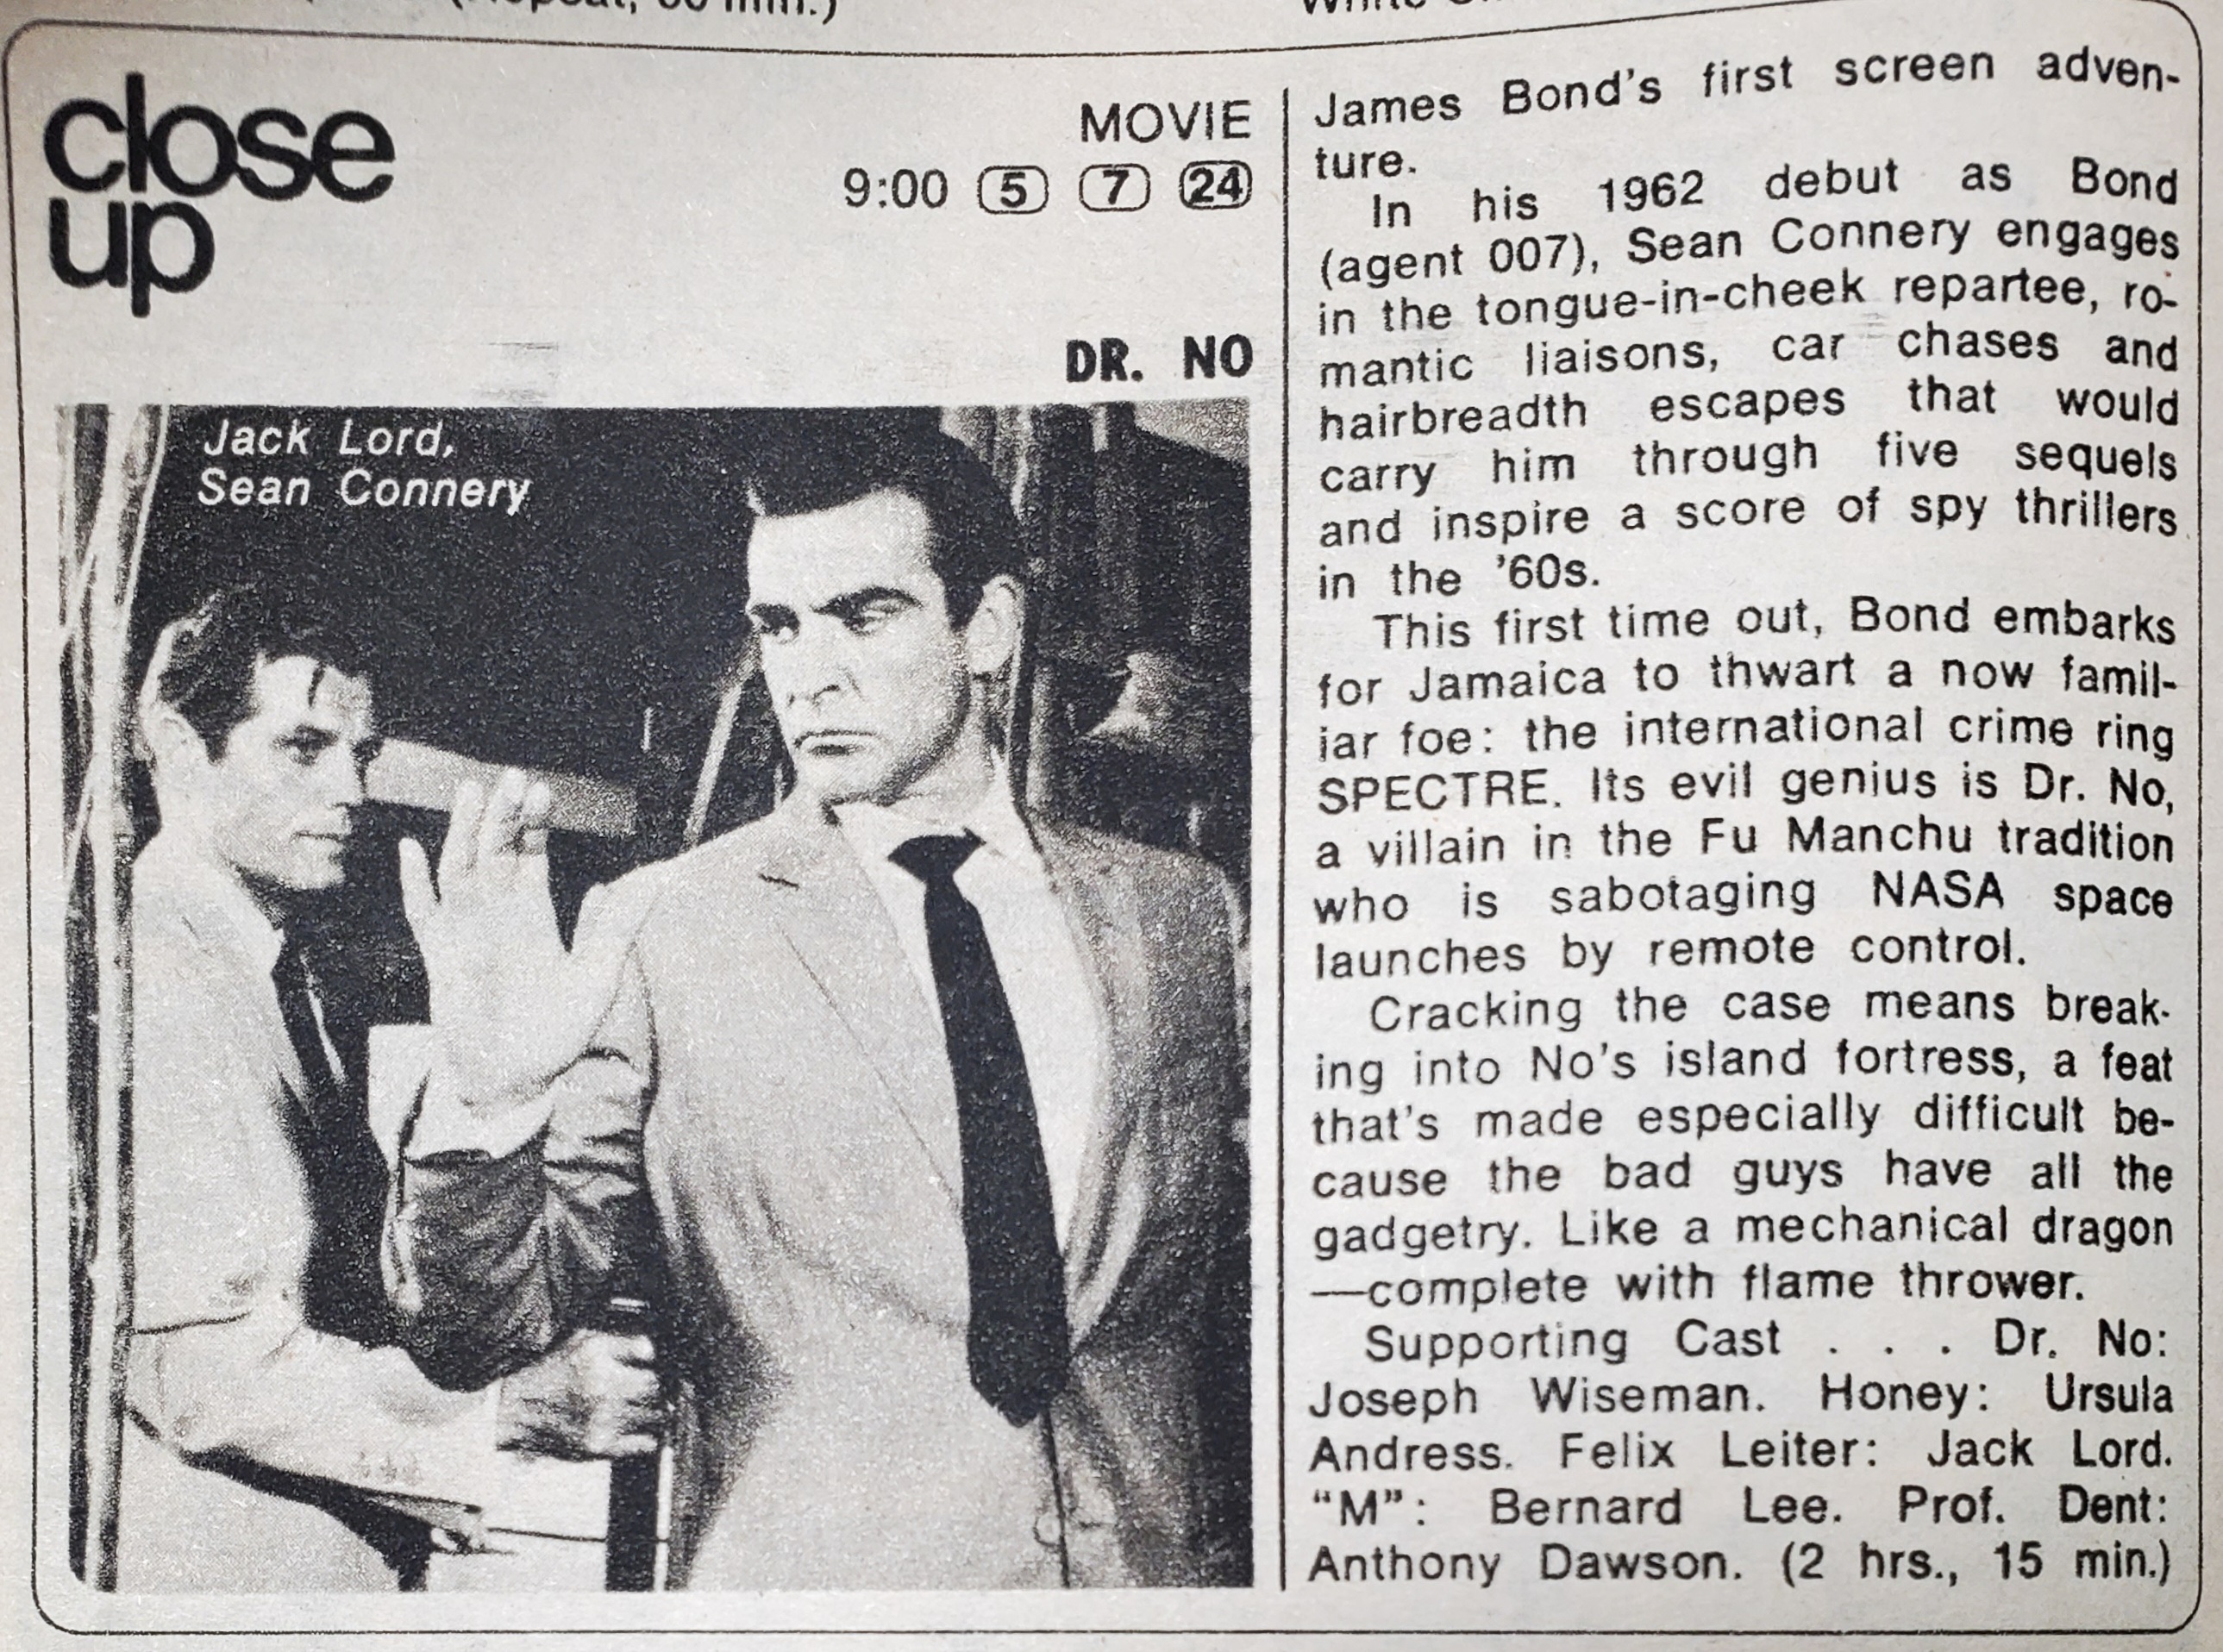 close
up
MOVIE
9:00 5 7 24
DR. NO
Jack Lord,
Sean Connery
James Bond's first screen adven-
ture.
In his 1962 debut as Bond
(agent 007), Sean Connery engages
in the tongue-in-cheek repartee, ro-
mantic liaisons, car chases and
hairbreadth escapes that would
carry him through five sequels
and inspire a score of spy thrillers
in the '60s.
This first time out, Bond embarks
for Jamaica to thwart a now famil-
iar foe: the international crime ring
SPECTRE. Its evil genius is Dr. No,
a villain in the Fu Manchu tradition
who is sabotaging NASA space
launches by remote control.
Cracking the case means break-
ing into No's island fortress, a feat
that's made especially difficult be-
cause the bad guys have all the
gadgetry. Like a mechanical dragon
—complete with flame thrower.
Supporting Cast . . . Dr. No:
Joseph Wiseman. Honey: Ursula
Andress. Felix Leiter: Jack Lord.
“M”: Bernard Lee. Prof. Dent:
Anthony Dawson. (2 hrs., 15 min.)